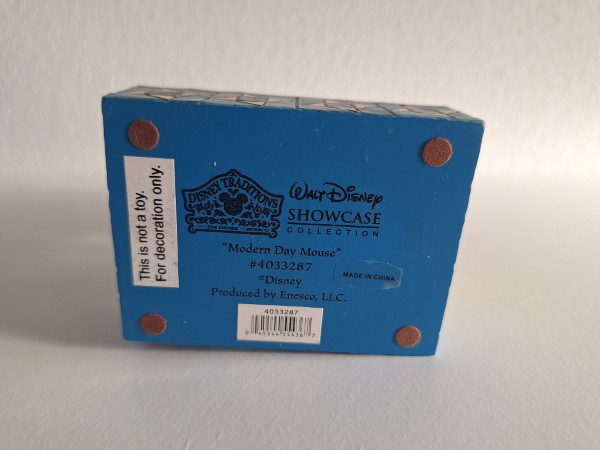 This is not a toy.
For decoration only.
DISNEY TRADITIONS
Walt Disney
SHOWCASE
COLLECTION
"Modern Day Mouse"
#4033287
©Disney
Produced by Enesco, LLC.
MADE IN CHINA
4033287